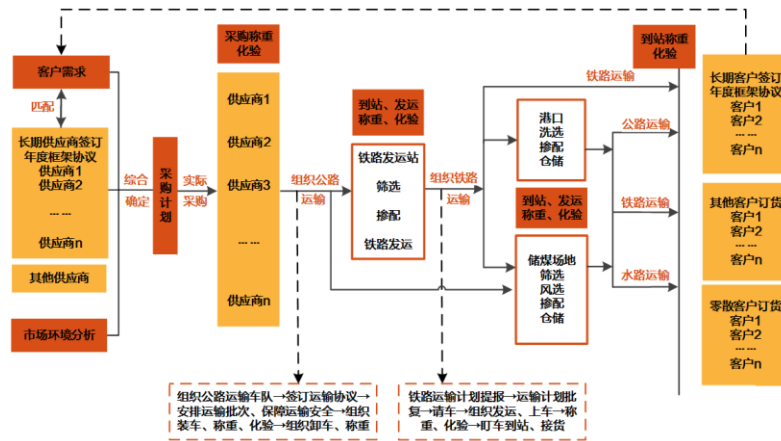 客户需求
匹配
长期供应商签订
年度框架协议
供应商1
供应商2
... ...
供应商n
其他供应商
市场环境分析
综合
确定
采购计划
实际
采购
采购称重
化验
供应商1
供应商2
供应商3
... ...
供应商n
组织公路
运输
到站、发运
称重、化验
铁路发运站
筛选
掺配
铁路发运
组织铁路
运输
铁路运输
港口
洗选
掺配
仓储
到站、发运
称重、化验
储煤场地
筛选
风选
掺配
仓储
公路运输
铁路运输
水路运输
到站称重
化验
长期客户签订
年度框架协议
客户1
客户2
... ...
客户n
其他客户订货
客户1
客户2
... ...
客户n
零散客户订货
客户1
客户2
... ...
客户n
组织公路运输车队→签订运输协议→
安排运输批次、保障运输安全→组织
装车、称重、化验→组织卸车、称重
铁路运输计划提报→运输计划批
复→请车→组织发运、上车→称
重、化验→盯车到站、接货